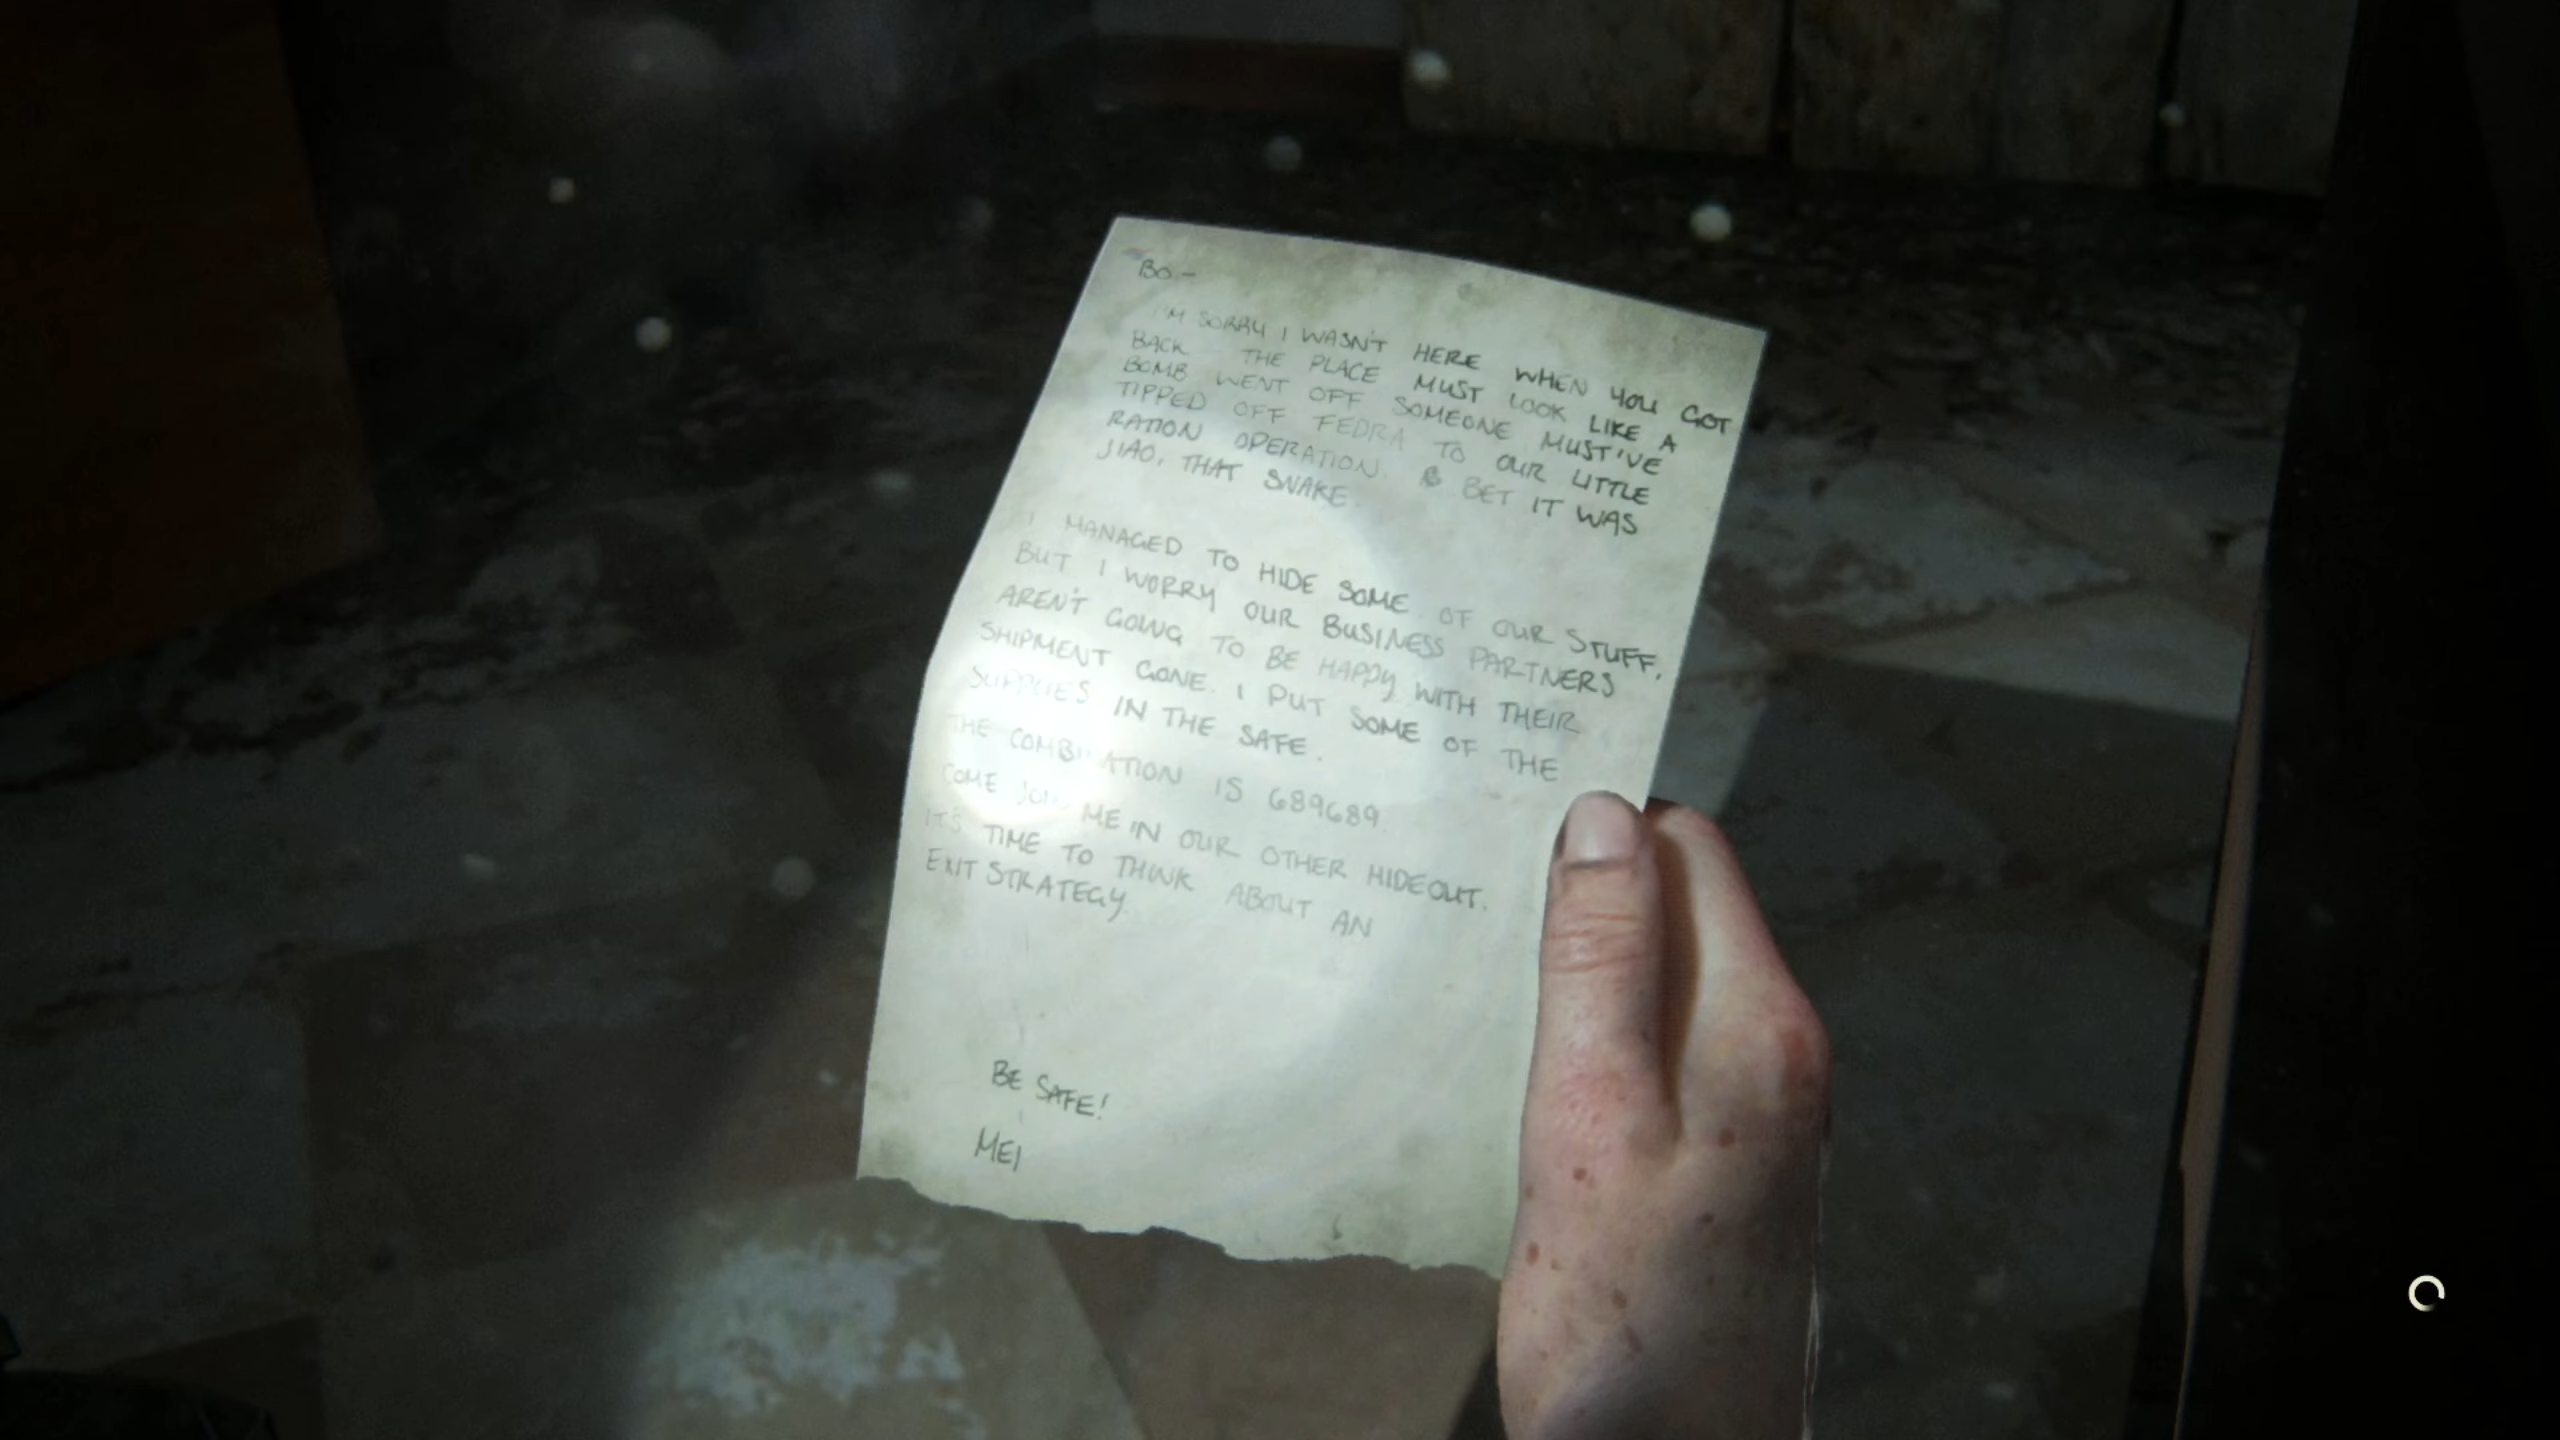 BO -
I'M SORRY I WASN'T HERE WHEN YOU GOT
BACK THE PLACE MUST LOOK LIKE A
BOMB WENT OFF SOMEONE MUST'VE
TIPPED OFF FEDRA TO OUR LITTLE
RATION OPERATION. BET IT WAS
JIAO, THAT SNAKE.
I MANAGED TO HIDE SOME OF OUR STUFF,
BUT I WORRY OUR BUSINESS PARTNERS
AREN'T GOING TO BE HAPPY WITH THEIR
SHIPMENT GONE. I PUT SOME OF THE
SUPPLIES IN THE SAFE.
THE COMBINATION IS 689689.
COME JOIN ME IN OUR OTHER HIDEOUT.
IT'S TIME TO THINK ABOUT AN
EXIT STRATEGY
BE SAFE!
MEI